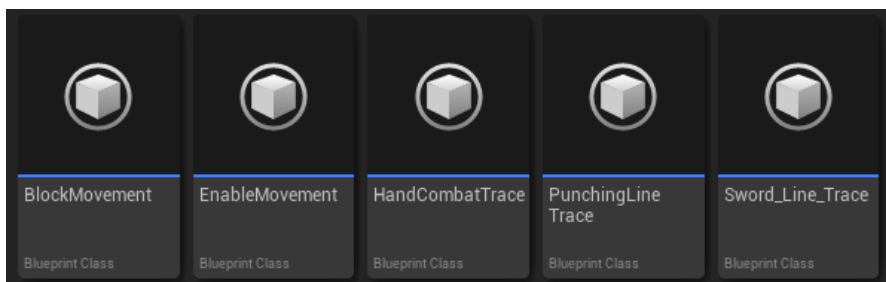 BlockMovement
EnableMovement
HandCombatTrace
PunchingLine
Trace
Sword_Line_Trace
Blueprint Class
Blueprint Class
Blueprint Class
Blueprint Class
Blueprint Class